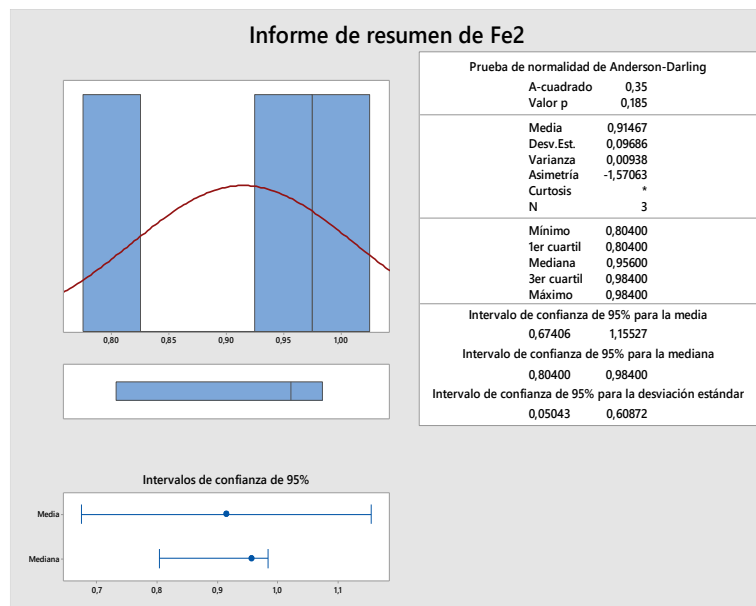 Informe de resumen de Fe2
0,80 0,85 0,90 0,95 1,00
Intervalos de confianza de 95%
Media
Mediana
0,7 0,8 0,9 1,0 1,1
Prueba de normalidad de Anderson-Darling
A-cuadrado 0,35
Valor p 0,185
Media 0,91467
Desv.Est. 0,09686
Varianza 0,00938
Asimetría -1,57063
Curtosis *
N 3
Mínimo 0,80400
1er cuartil 0,80400
Mediana 0,95600
3er cuartil 0,98400
Máximo 0,98400
Intervalo de confianza de 95% para la media
0,67406 1,15527
Intervalo de confianza de 95% para la mediana
0,80400 0,98400
Intervalo de confianza de 95% para la desviación estándar
0,05043 0,60872